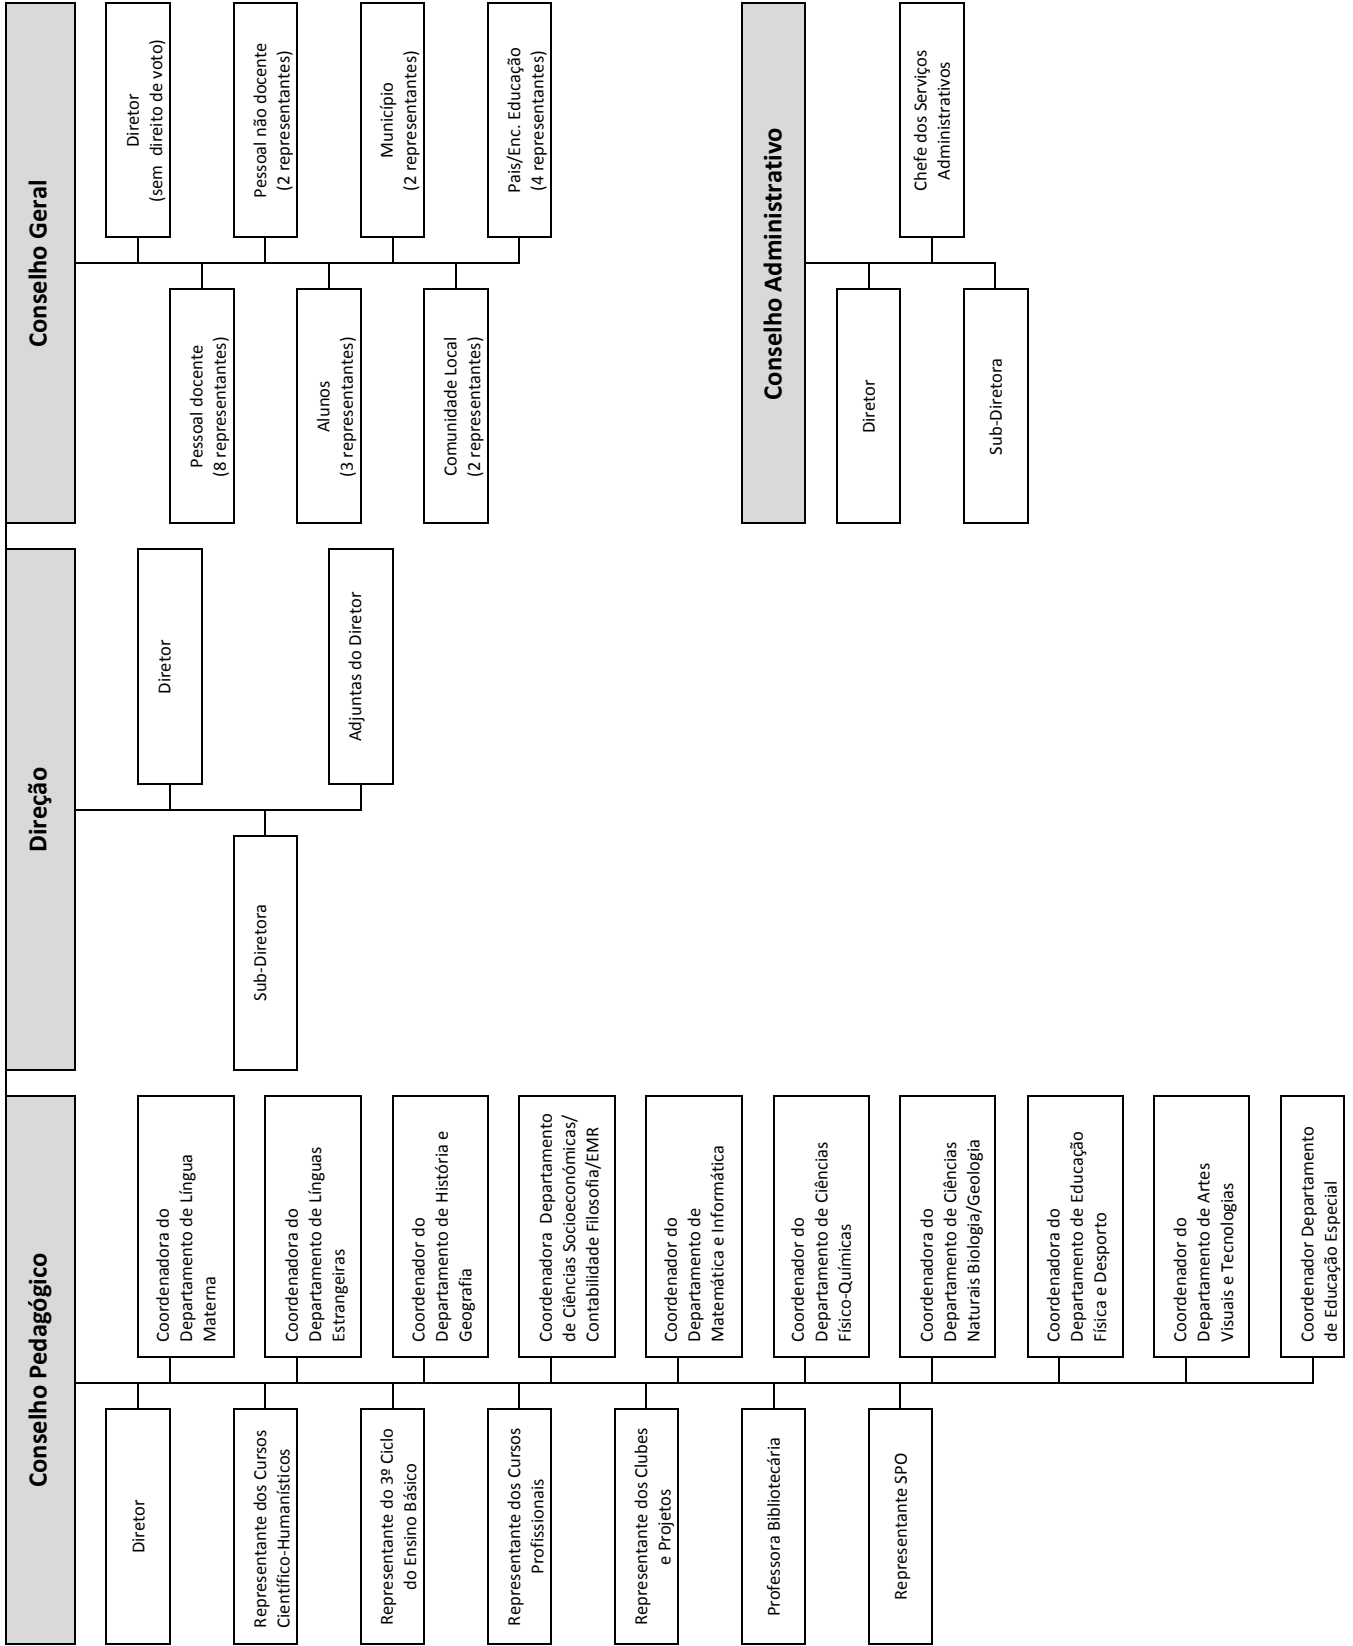 Conselho Pedagógico
Diretor
Coordenadora do
Departamento de Língua
Materna
Representante dos Cursos
Científico-Humanísticos
Coordenadora do
Departamento de Línguas
Estrangeiras
Representante do 3º Ciclo
do Ensino Básico
Coordenador do
Departamento de História e
Geografia
Representante dos Cursos
Profissionais
Coordenadora Departamento
de Ciências Socioeconómicas/
Contabilidade Filosofia/EMR
Representante dos Clubes
e Projetos
Coordenador do
Departamento de
Matemática e Informática
Professora Bibliotecária
Coordenador do
Departamento de Ciências
Físico-Químicas
Representante SPO
Coordenadora do
Departamento de Ciências
Naturais Biologia/Geologia
Coordenadora do
Departamento de Educação
Física e Desporto
Coordenador do
Departamento de Artes
Visuais e Tecnologias
Coordenador Departamento
de Educação Especial
Direção
Diretor
Sub-Diretora
Adjuntas do Diretor
Conselho Geral
Diretor
(sem direito de voto)
Pessoal docente
(8 representantes)
Pessoal não docente
(2 representantes)
Alunos
(3 representantes)
Município
(2 representantes)
Comunidade Local
(2 representantes)
Pais/Enc. Educação
(4 representantes)
Conselho Administrativo
Diretor
Chefe dos Serviços
Administrativos
Sub-Diretora